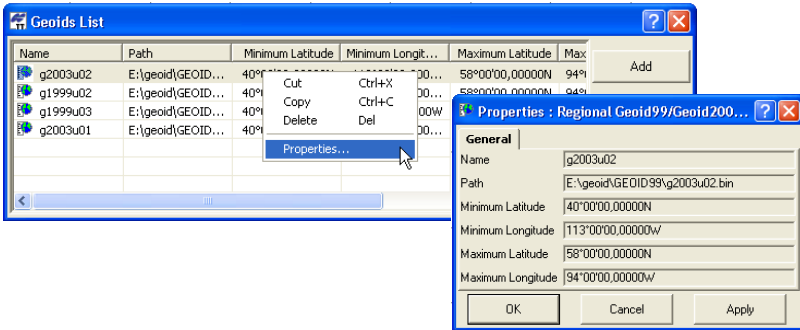 Geoids List
Name Path Minimum Latitude Minimum Longit... Maximum Latitude Max
g2003u02 E:\geoid\GEOID... 58°00'00,00000N
g1999u02 E:\geoid\GEOID...
g1999u03 E:\geoid\GEOID...
g2003u01 E:\geoid\GEOID...
Add
Cut Ctrl+X
Copy Ctrl+C
Delete Del
Properties...
Properties : Regional Geoid99/Geoid200...
General
Name g2003u02
Path E:\geoid\GEOID99\g2003u02.bin
Minimum Latitude 40°00'00,00000N
Minimum Longitude 113°00'00,00000W
Maximum Latitude 58°00'00,00000N
Maximum Longitude 94°00'00,00000W
OK Cancel Apply